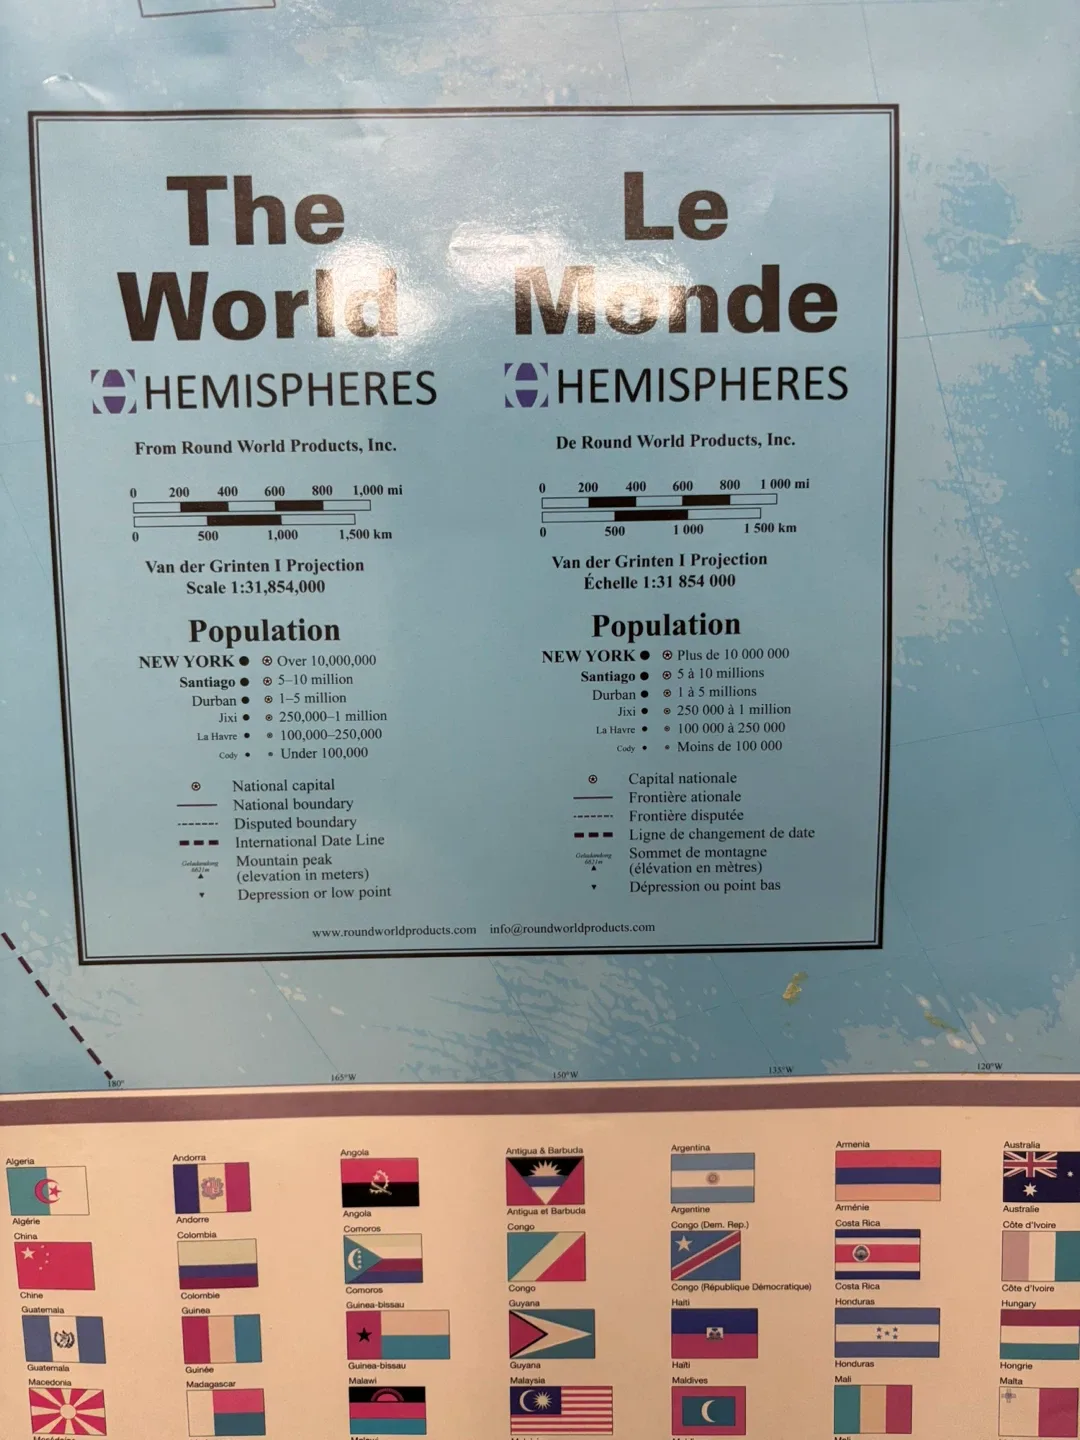 The
World
HEMISPHERES
From Round World Products, Inc.
0 200 400 600 800 1,000 mi
0 500 1,000 1,500 km
Van der Grinten I Projection
Scale 1:31,854,000
Population
NEW YORK Over 10,000,000
Santiago 5–10 million
Durban 1–5 million
Jixi 250,000–1 million
La Havre 100,000–250,000
Cody Under 100,000
National capital
National boundary
Disputed boundary
International Date Line
Geladandong
6621m
Mountain peak
(elevation in meters)
Depression or low point
Le
Monde
HEMISPHERES
De Round World Products, Inc.
0 200 400 600 800 1 000 mi
0 500 1 000 1 500 km
Van der Grinten I Projection
Échelle 1:31 854 000
Population
NEW YORK Plus de 10 000 000
Santiago 5 à 10 millions
Durban 1 à 5 millions
Jixi 250 000 à 1 million
La Havre 100 000 à 250 000
Cody Moins de 100 000
Capital nationale
Frontière ationale
Frontière disputée
Ligne de changement de date
Geladandong
6621m
Sommet de montagne
(élévation en mètres)
Dépression ou point bas
www.roundworldproducts.com info@roundworldproducts.com
180° 165°W 150°W 135°W 120°W
Algeria Andorra Angola Antigua & Barbuda Argentina Armenia Australia
Algérie Andorre Angola Antigua et Barbuda Argentine Arménie Australie
China Colombia Comoros Congo Congo (Dem. Rep.) Costa Rica Côte d'Ivoire
Chine Colombie Comoros Congo Congo (République Démocratique) Costa Rica Côte d'Ivoire
Guatemala Guinea Guinea-bissau Guyana Haiti Honduras Hungary
Guatemala Guinée Guinea-bissau Guyana Haïti Honduras Hongrie
Macedonia Madagascar Malawi Malaysia Maldives Mali Malta